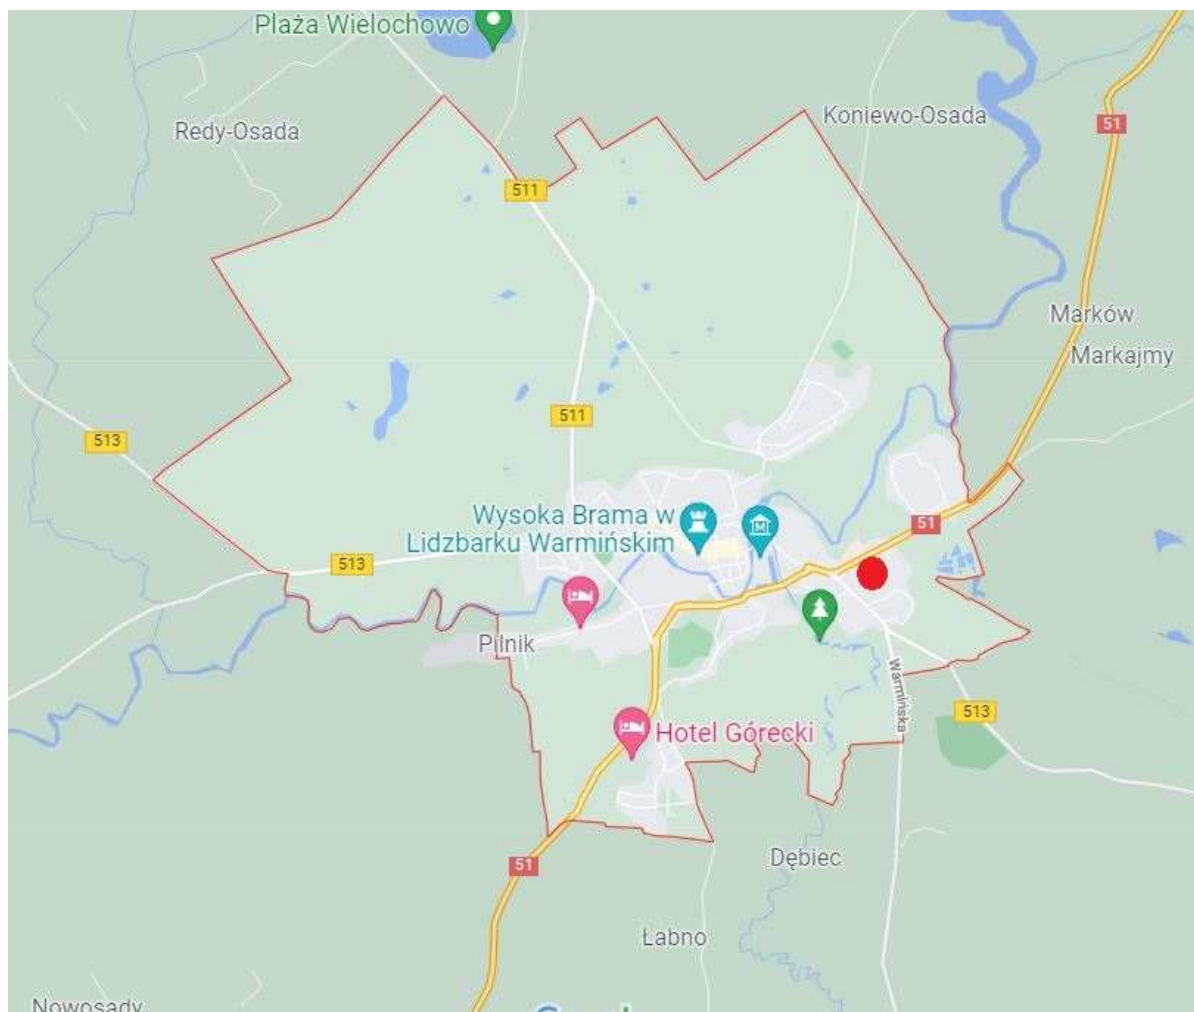 Plaża Wielochowo
Redy-Osada
Koniewo-Osada
51
511
Marków
Markajmy
511
513
Wysoka Brama w
Lidzbarku Warmińskim
M
51
513
Pilnik
Warmińska
513
Hotel Górecki
51
Dębiec
Łabno
Nowosady